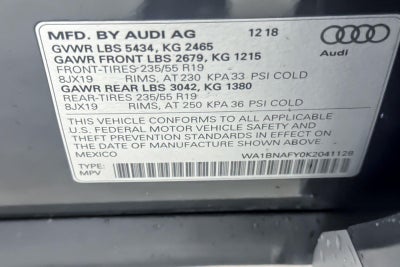 MFD. BY AUDI AG 12 18
GVWR LBS 5434, KG 2465
GAWR FRONT LBS 2679, KG 1215
FRONT-TIRES 235/55 R19
8JX19 RIMS, AT 230 KPA 33 PSI COLD
GAWR REAR LBS 3042, KG 1380
REAR-TIRES 235/55 R19
8JX19 RIMS, AT 250 KPA 36 PSI COLD
Audi
THIS VEHICLE CONFORMS TO ALL APPLICABLE
U.S. FEDERAL MOTOR VEHICLE SAFETY AND
THEFT PREVENTION STANDARDS IN EFFECT ON
THE DATE OF MANUFACTURE SHOWN ABOVE.
MEXICO
WA1BNAFY0K2041128
TYPE:
MPV